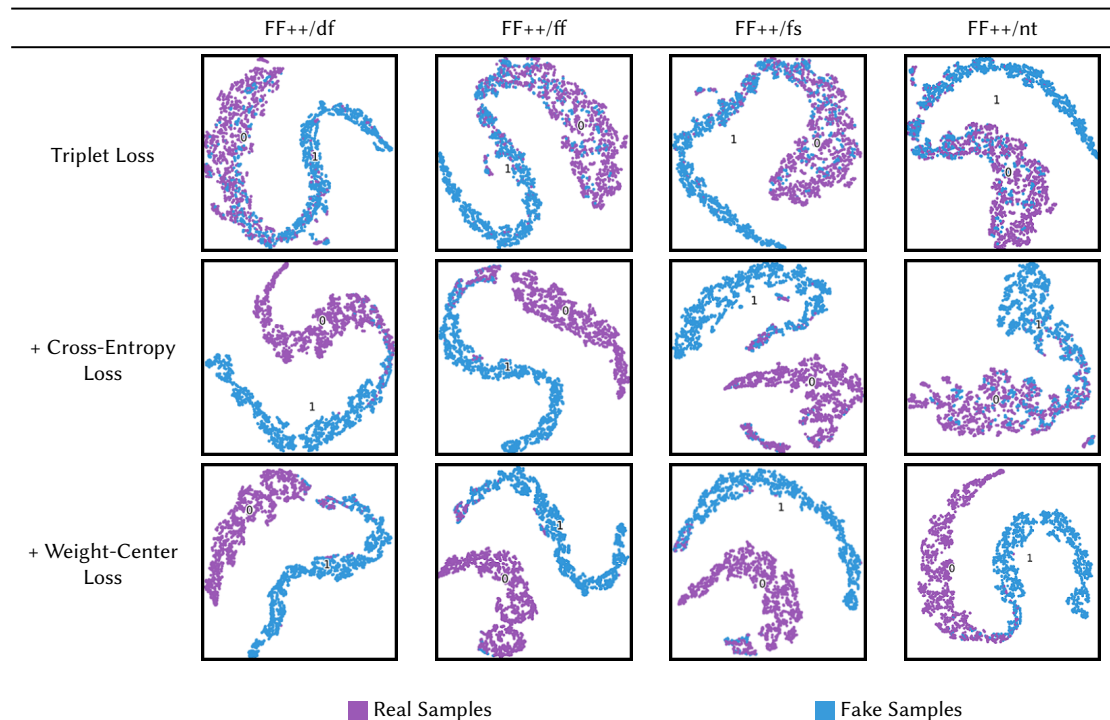 FF++/df FF++/ff FF++/fs FF++/nt
Triplet Loss
0 1
1 0
1 0
1 0
+ Cross-Entropy
Loss
0 1
0 1
1 0
1 0
+ Weight-Center
Loss
0 1
1 0
1 0
1 0
Real Samples Fake Samples